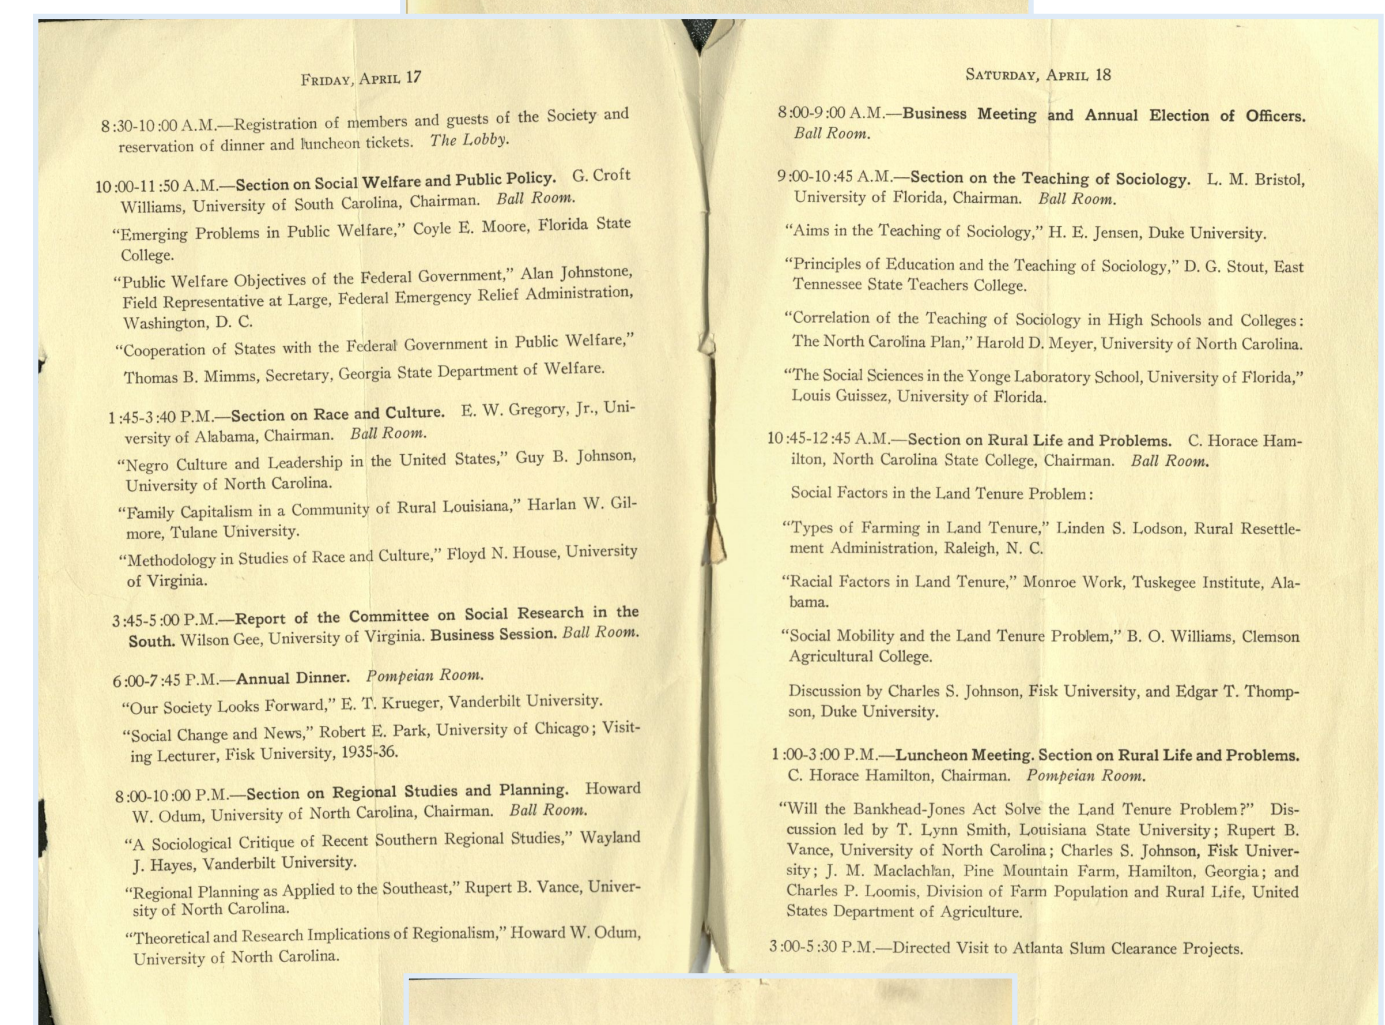 Friday, April 17
8:30-10:00 A.M.—Registration of members and guests of the Society and
reservation of dinner and luncheon tickets. The Lobby.
10:00-11:50 A.M.—Section on Social Welfare and Public Policy. G. Croft
Williams, University of South Carolina, Chairman. Ball Room.
"Emerging Problems in Public Welfare," Coyle E. Moore, Florida State
College.
"Public Welfare Objectives of the Federal Government," Alan Johnstone,
Field Representative at Large, Federal Emergency Relief Administration,
Washington, D. C.
"Cooperation of States with the Federal Government in Public Welfare,"
Thomas B. Mimms, Secretary, Georgia State Department of Welfare.
1:45-3:40 P.M.—Section on Race and Culture. E. W. Gregory, Jr., Uni-
versity of Alabama, Chairman. Ball Room.
"Negro Culture and Leadership in the United States," Guy B. Johnson,
University of North Carolina.
"Family Capitalism in a Community of Rural Louisiana," Harlan W. Gil-
more, Tulane University.
"Methodology in Studies of Race and Culture," Floyd N. House, University
of Virginia.
3:45-5:00 P.M.—Report of the Committee on Social Research in the
South. Wilson Gee, University of Virginia. Business Session. Ball Room.
6:00-7:45 P.M.—Annual Dinner. Pompeian Room.
"Our Society Looks Forward," E. T. Krueger, Vanderbilt University.
"Social Change and News," Robert E. Park, University of Chicago; Visit-
ing Lecturer, Fisk University, 1935-36.
8:00-10:00 P.M.—Section on Regional Studies and Planning. Howard
W. Odum, University of North Carolina, Chairman. Ball Room.
"A Sociological Critique of Recent Southern Regional Studies," Wayland
J. Hayes, Vanderbilt University.
"Regional Planning as Applied to the Southeast," Rupert B. Vance, Univer-
sity of North Carolina.
"Theoretical and Research Implications of Regionalism," Howard W. Odum,
University of North Carolina.
Saturday, April 18
8:00-9:00 A.M.—Business Meeting and Annual Election of Officers.
Ball Room.
9:00-10:45 A.M.—Section on the Teaching of Sociology. L. M. Bristol,
University of Florida, Chairman. Ball Room.
"Aims in the Teaching of Sociology," H. E. Jensen, Duke University.
"Principles of Education and the Teaching of Sociology," D. G. Stout, East
Tennessee State Teachers College.
"Correlation of the Teaching of Sociology in High Schools and Colleges:
The North Carolina Plan," Harold D. Meyer, University of North Carolina.
"The Social Sciences in the Yonge Laboratory School, University of Florida,"
Louis Guissez, University of Florida.
10:45-12:45 A.M.—Section on Rural Life and Problems. C. Horace Ham-
ilton, North Carolina State College, Chairman. Ball Room.
Social Factors in the Land Tenure Problem:
"Types of Farming in Land Tenure," Linden S. Lodson, Rural Resettle-
ment Administration, Raleigh, N. C.
"Racial Factors in Land Tenure," Monroe Work, Tuskegee Institute, Ala-
bama.
"Social Mobility and the Land Tenure Problem," B. O. Williams, Clemson
Agricultural College.
Discussion by Charles S. Johnson, Fisk University, and Edgar T. Thomp-
son, Duke University.
1:00-3:00 P.M.—Luncheon Meeting. Section on Rural Life and Problems.
C. Horace Hamilton, Chairman. Pompeian Room.
"Will the Bankhead-Jones Act Solve the Land Tenure Problem?" Dis-
cussion led by T. Lynn Smith, Louisiana State University; Rupert B.
Vance, University of North Carolina; Charles S. Johnson, Fisk Univer-
sity; J. M. Maclachlan, Pine Mountain Farm, Hamilton, Georgia; and
Charles P. Loomis, Division of Farm Population and Rural Life, United
States Department of Agriculture.
3:00-5:30 P.M.—Directed Visit to Atlanta Slum Clearance Projects.